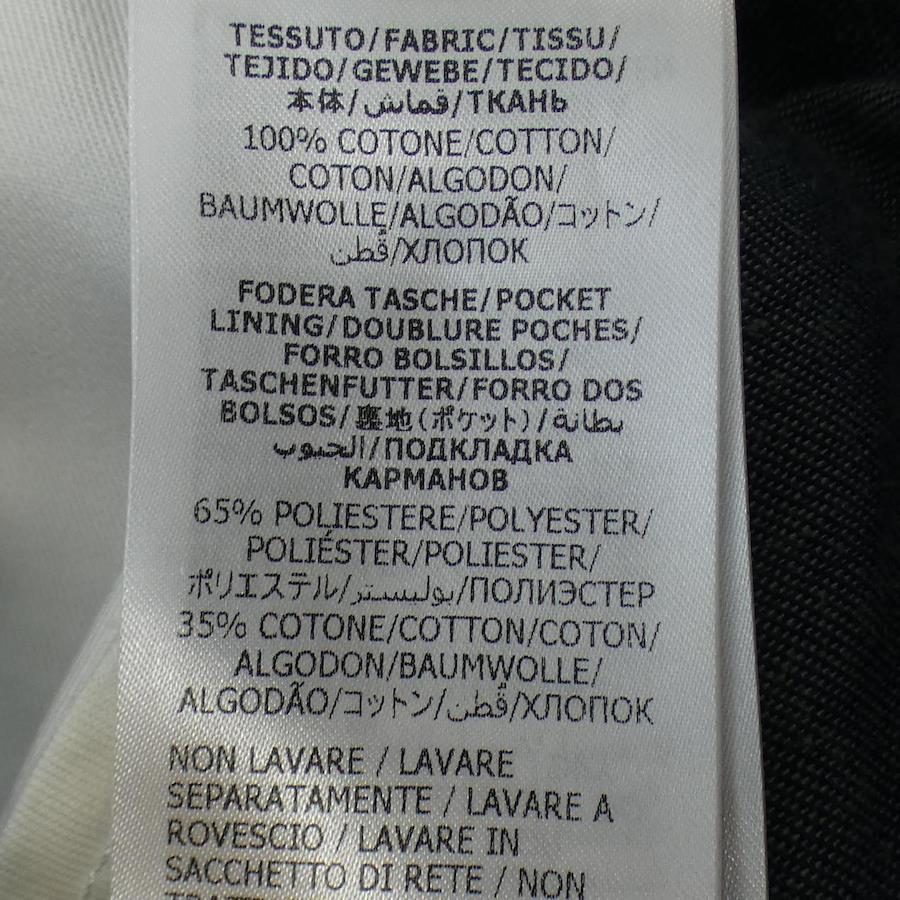 TESSUTO/FABRIC/TISSU/
TEJIDO/GEWEBE/TECIDO/
本体/قماش/ТКАНЬ
100% COTONE/COTTON/
COTON/ALGODON/
BAUMWOLLE/ALGODÃO/コットン/
قُطن/ХЛОПОК
FODERA TASCHE/POCKET
LINING/DOUBLURE POCHES/
FORRO BOLSILLOS/
TASCHENFUTTER/FORRO DOS
BOLSOS/裏地(ポケット)/بطانة
الجيوب/ПОДКЛАДКА
КАРМАНОВ
65% POLIESTERE/POLYESTER/
POLIÉSTER/POLIESTER/
ポリエステル/بوليستر/ПОЛИЭСТЕР
35% COTONE/COTTON/COTON/
ALGODON/BAUMWOLLE/
ALGODÃO/コットン/قُطن/ХЛОПОК
NON LAVARE / LAVARE
SEPARATAMENTE / LAVARE A
ROVESCIO / LAVARE IN
SACCHETTO DI RETE / NON